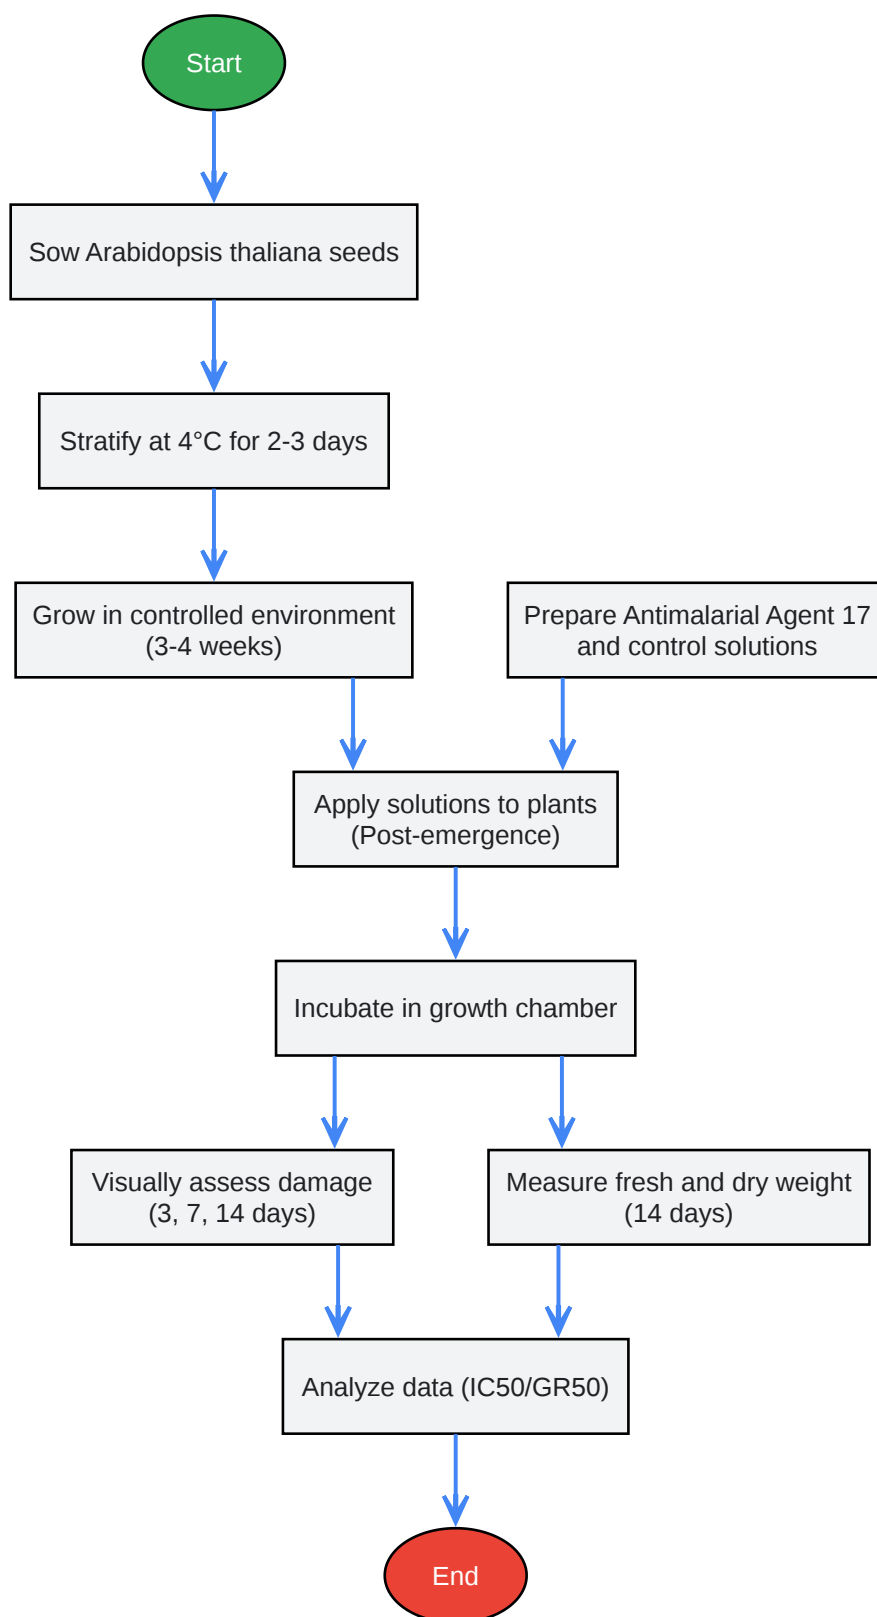 Start
Sow Arabidopsis thaliana seeds
Stratify at 4°C for 2-3 days
Grow in controlled environment
(3-4 weeks)
Prepare Antimalarial Agent 17
and control solutions
Apply solutions to plants
(Post-emergence)
Incubate in growth chamber
Visually assess damage
(3, 7, 14 days)
Measure fresh and dry weight
(14 days)
Analyze data (IC50/GR50)
End